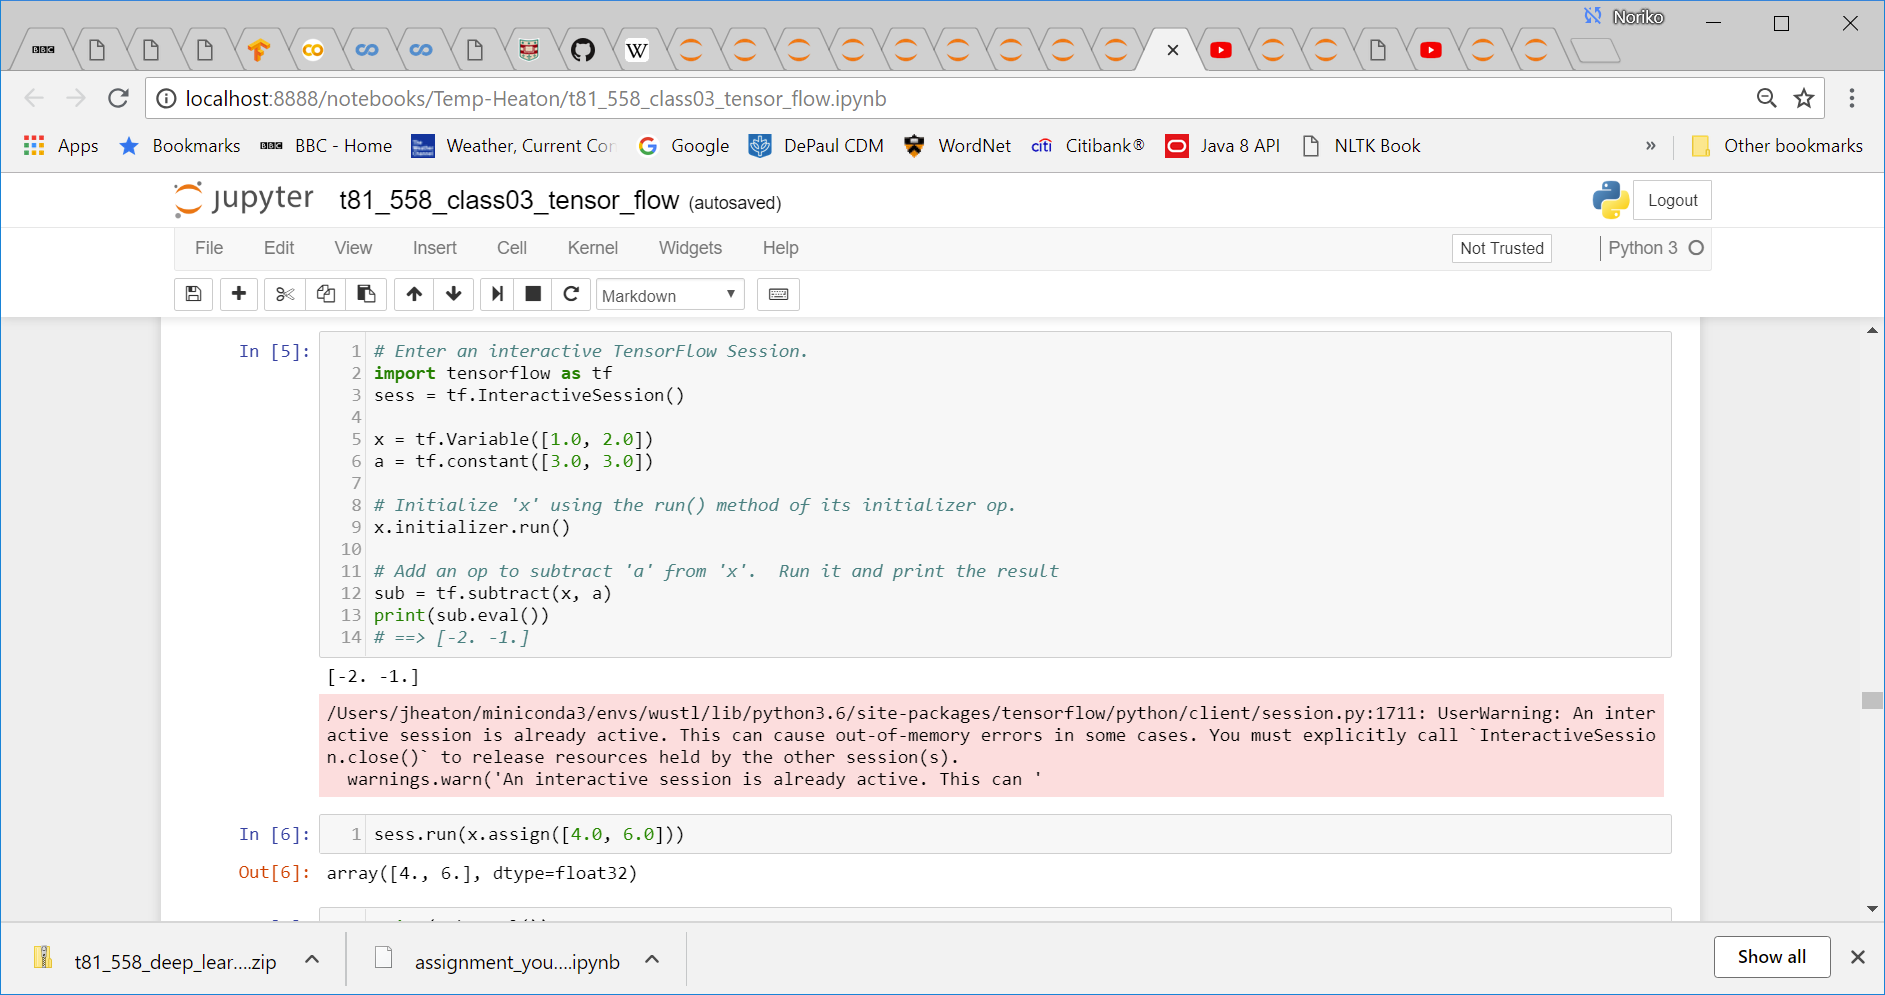 Noriko
BBC
W
localhost:8888/notebooks/Temp-Heaton/t81_558_class03_tensor_flow.ipynb
Apps Bookmarks BBC BBC - Home Weather, Current Con Google DePaul CDM WordNet citi Citibank® Java 8 API NLTK Book » Other bookmarks
jupyter t81_558_class03_tensor_flow (autosaved) Logout
File Edit View Insert Cell Kernel Widgets Help Not Trusted Python 3
Markdown
In [5]:
1 # Enter an interactive TensorFlow Session.
2 import tensorflow as tf
3 sess = tf.InteractiveSession()
4
5 x = tf.Variable([1.0, 2.0])
6 a = tf.constant([3.0, 3.0])
7
8 # Initialize 'x' using the run() method of its initializer op.
9 x.initializer.run()
10
11 # Add an op to subtract 'a' from 'x'.  Run it and print the result
12 sub = tf.subtract(x, a)
13 print(sub.eval())
14 # ==> [-2. -1.]
[-2. -1.]
/Users/jheaton/miniconda3/envs/wustl/lib/python3.6/site-packages/tensorflow/python/client/session.py:1711: UserWarning: An inter
active session is already active. This can cause out-of-memory errors in some cases. You must explicitly call `InteractiveSessio
n.close()` to release resources held by the other session(s).
warnings.warn('An interactive session is already active. This can '
In [6]: 1 sess.run(x.assign([4.0, 6.0]))
Out[6]: array([4., 6.], dtype=float32)
t81_558_deep_lear....zip assignment_you....ipynb Show all